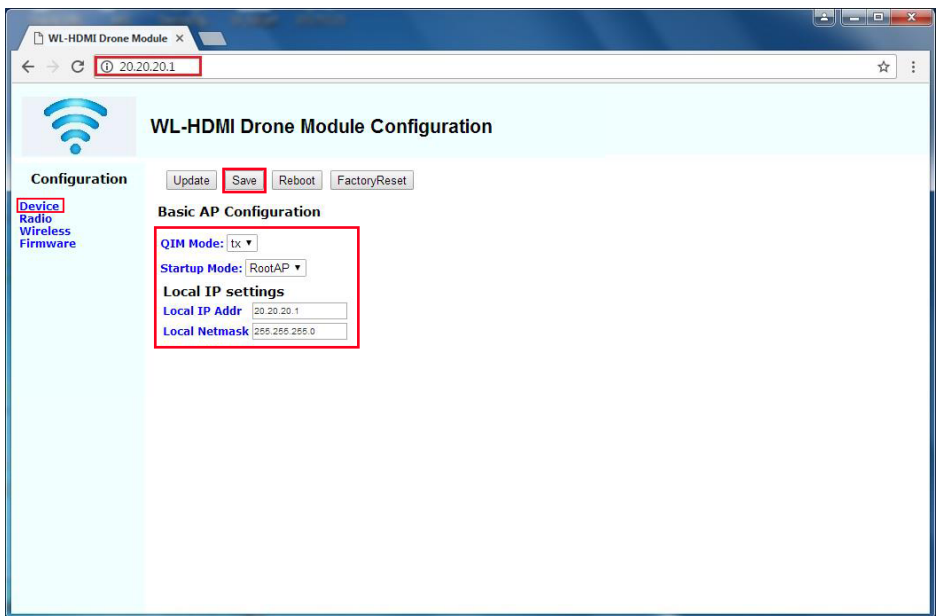 WL-HDMI Drone Module
20.20.20.1
WL-HDMI Drone Module Configuration
Configuration
Update Save Reboot FactoryReset
Device
Radio
Wireless
Firmware
Basic AP Configuration
QIM Mode: tx
Startup Mode: RootAP
Local IP settings
Local IP Addr 20.20.20.1
Local Netmask 255.255.255.0